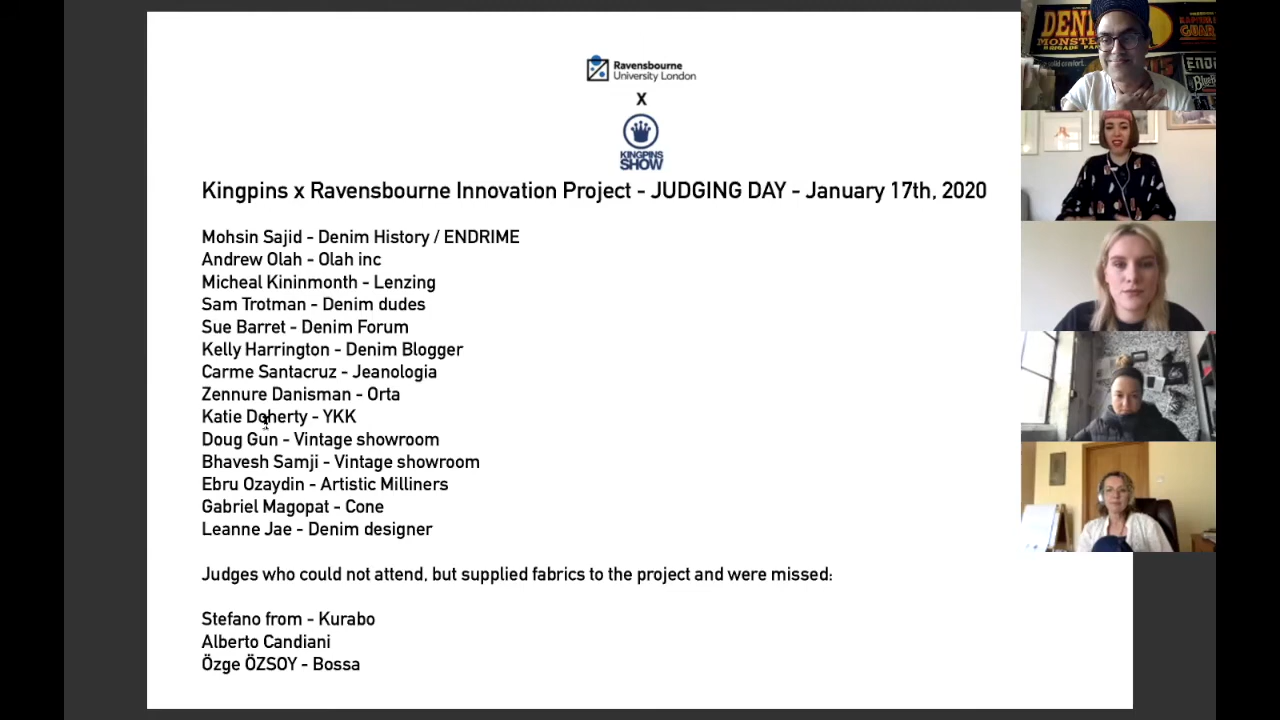 Ravensbourne
University London
X
KINGPINS
SHOW
Kingpins x Ravensbourne Innovation Project - JUDGING DAY - January 17th, 2020
Mohsin Sajid - Denim History / ENDRIME
Andrew Olah - Olah inc
Micheal Kininmonth - Lenzing
Sam Trotman - Denim dudes
Sue Barret - Denim Forum
Kelly Harrington - Denim Blogger
Carme Santacruz - Jeanologia
Zennure Danisman - Orta
Katie Doherty - YKK
Doug Gun - Vintage showroom
Bhavesh Samji - Vintage showroom
Ebru Ozaydin - Artistic Milliners
Gabriel Magopat - Cone
Leanne Jae - Denim designer
Judges who could not attend, but supplied fabrics to the project and were missed:
Stefano from - Kurabo
Alberto Candiani
Özge ÖZSOY - Bossa
DENI
MONSTE